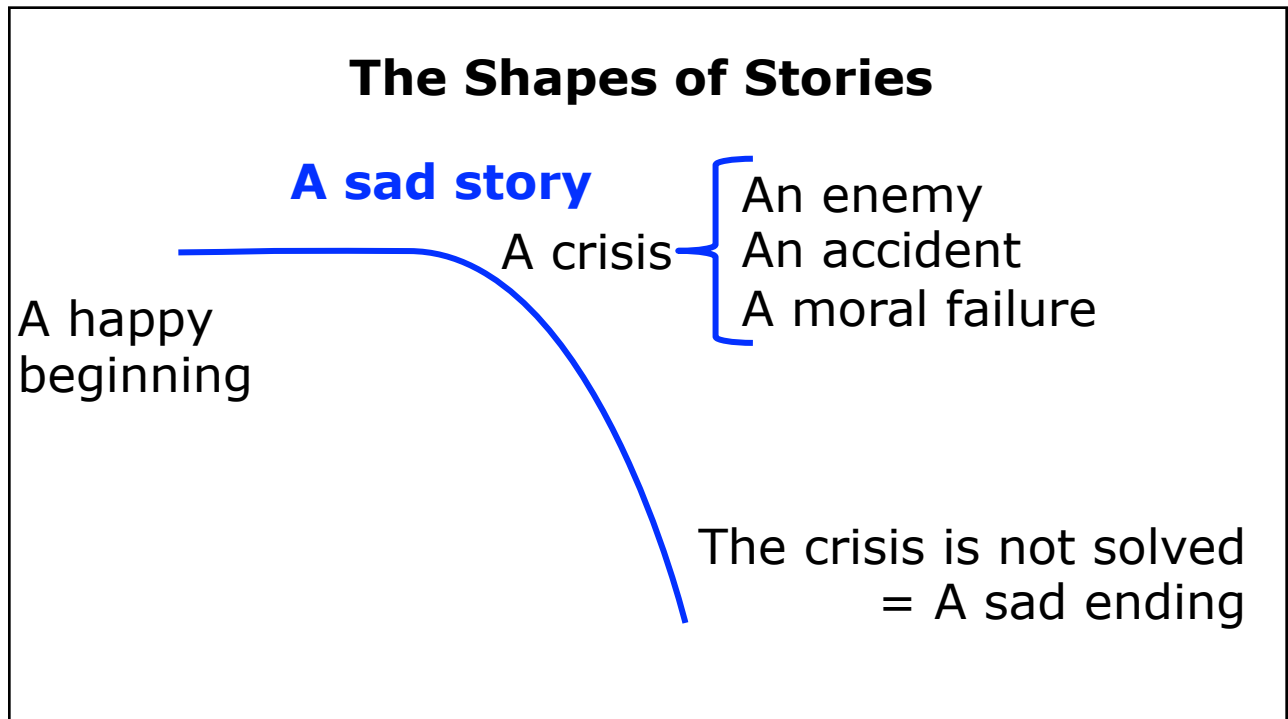 The Shapes of Stories
A sad story
A happy
beginning
A crisis
An enemy
An accident
A moral failure
The crisis is not solved
= A sad ending